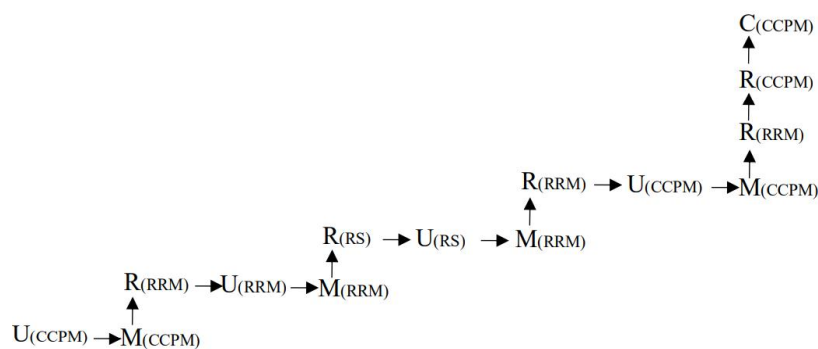 C(CCPM)
R(CCPM)
R(RRM)
R(RRM) U(CCPM) M(CCPM)
R(RS) U(RS) M(RRM)
R(RRM) U(RRM) M(RRM)
U(CCPM) M(CCPM)